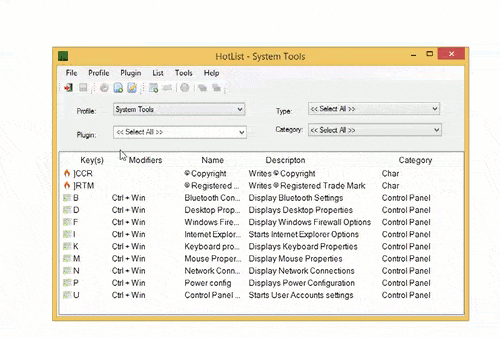 HotList - System Tools
File Profile Plugin List Tools Help
Profile: System Tools Type: << Select All >>
Plugin: << Select All >> Category: << Select All >>
Key(s) Modifiers Name Descripton Category
]CCR © Copyright Writes © Copyright Char
]RTM ® Registered ... Writes ® Registered Trade Mark Char
B Ctrl + Win Bluetooth Con... Display Bluetooth Settings Control Panel
D Ctrl + Win Desktop Prop... Displays Desktop Properties Control Panel
F Ctrl + Win Windows Fire... Display Windows Firewall Options Control Panel
I Ctrl + Win Internet Explor... Starts Internet Explorer Options Control Panel
K Ctrl + Win Keyboard pro... Displays Keyboard Properties Control Panel
M Ctrl + Win Mouse Proper... Display Mouse Properties Control Panel
N Ctrl + Win Network Conn... Display Network Connections Control Panel
P Ctrl + Win Power config Displays Power Configuration Control Panel
U Ctrl + Win Control Panel ... Starts User Accounts settings Control Panel